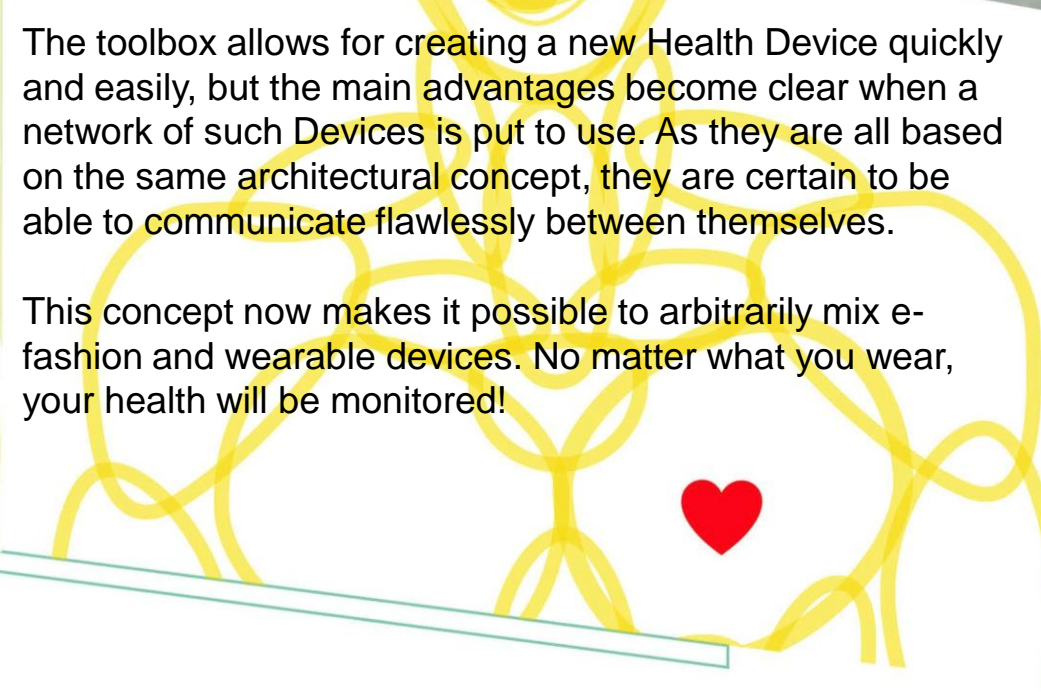 The toolbox allows for creating a new Health Device quickly
and easily, but the main advantages become clear when a
network of such Devices is put to use. As they are all based
on the same architectural concept, they are certain to be
able to communicate flawlessly between themselves.
This concept now makes it possible to arbitrarily mix e-
fashion and wearable devices. No matter what you wear,
your health will be monitored!